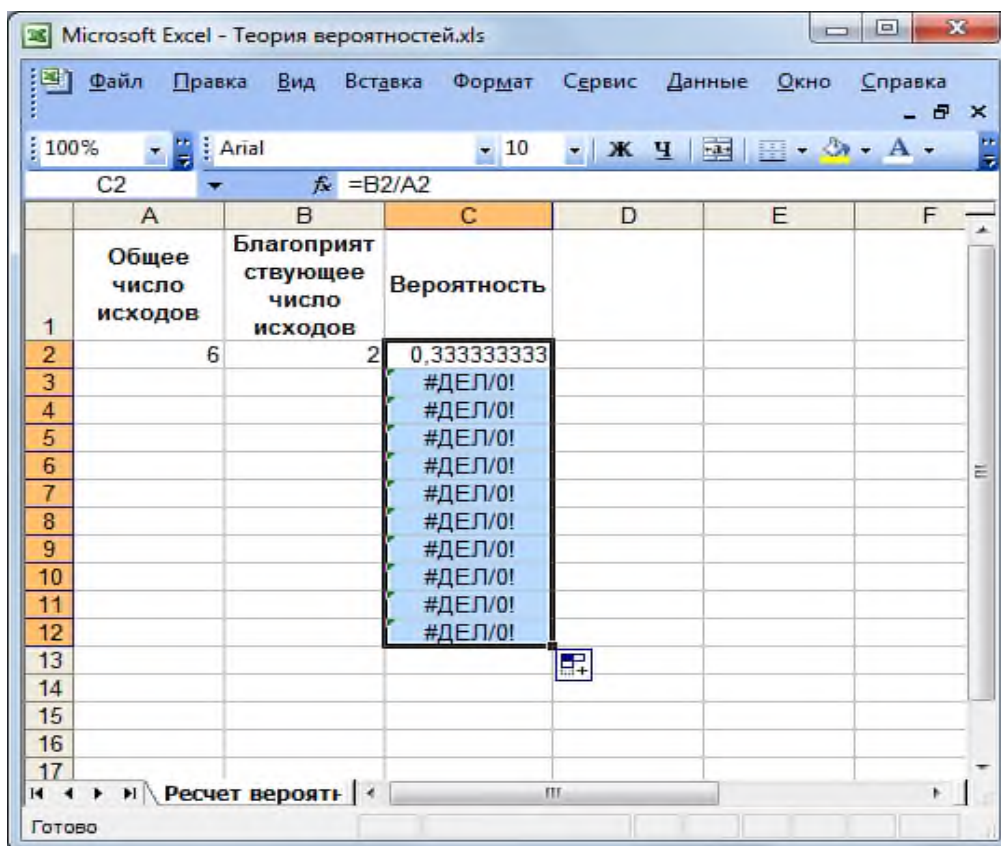 Microsoft Excel - Теория вероятностей.xls
Файл Правка Вид Вставка Формат Сервис Данные Окно Справка
100% Arial 10 Ж Ч A
C2 fx =B2/A2
A B C D E F
Общее число исходов
Благоприят
ствующее
число
исходов
Вероятность
1
2 6 2 0,333333333
3 #ДЕЛ/0!
4 #ДЕЛ/0!
5 #ДЕЛ/0!
6 #ДЕЛ/0!
7 #ДЕЛ/0!
8 #ДЕЛ/0!
9 #ДЕЛ/0!
10 #ДЕЛ/0!
11 #ДЕЛ/0!
12 #ДЕЛ/0!
13
14
15
16
17
Ресчет вероятн
Готово